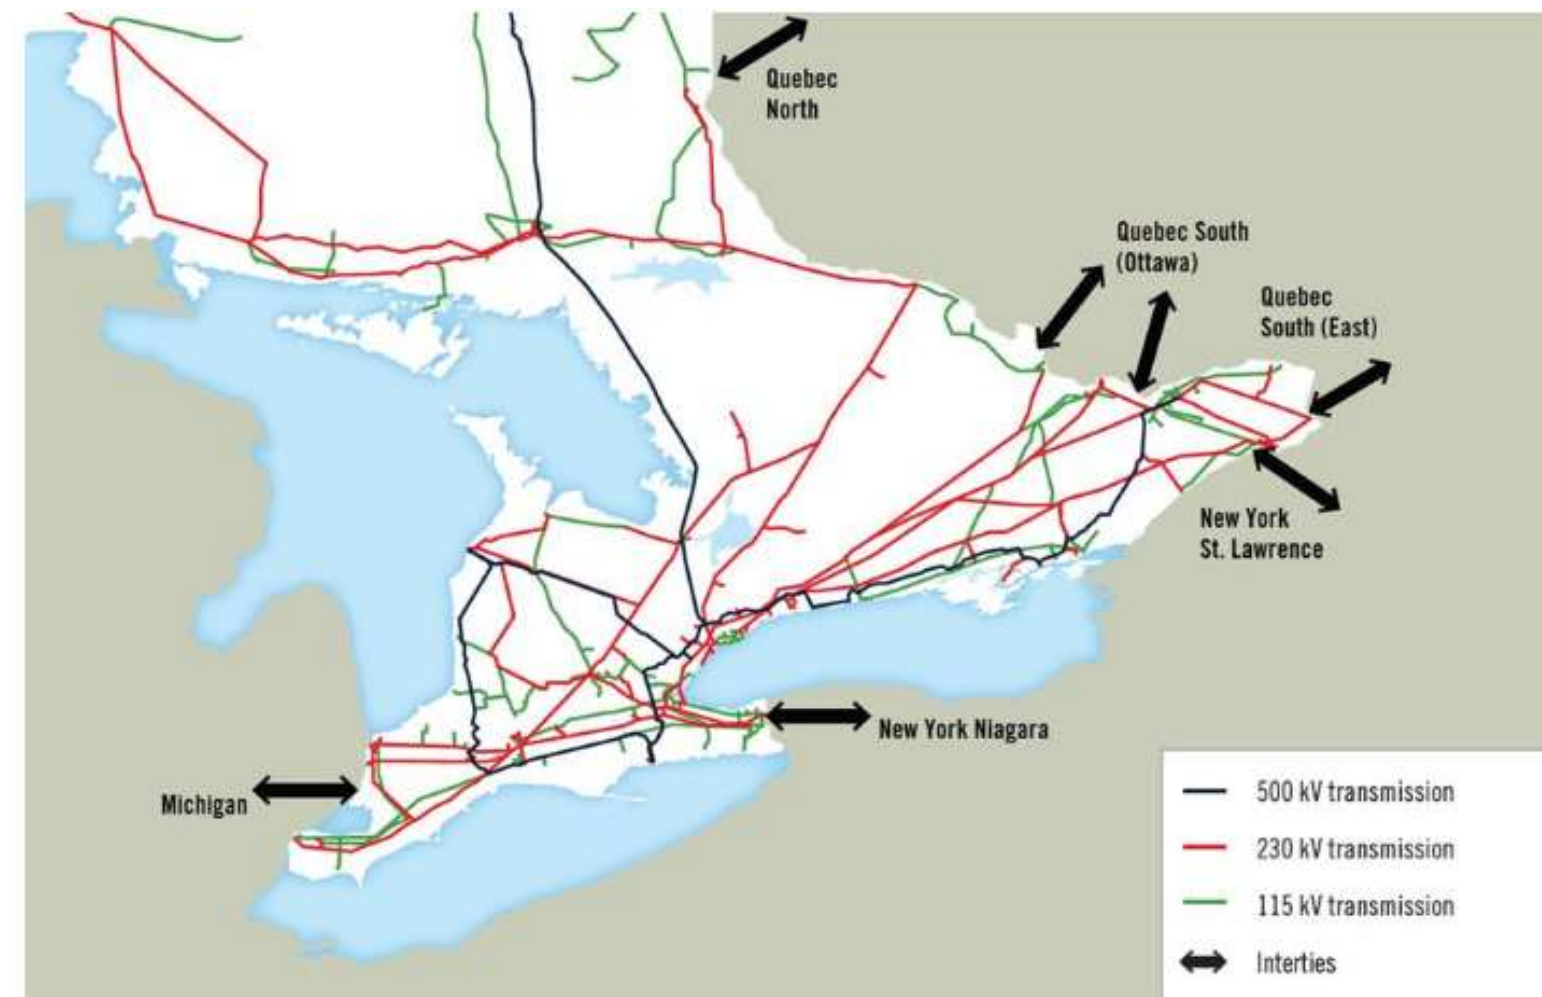 Quebec
North
Quebec South
(Ottawa)
Quebec
South (East)
New York
St. Lawrence
New York Niagara
Michigan
500 kV transmission
230 kV transmission
115 kV transmission
Interties